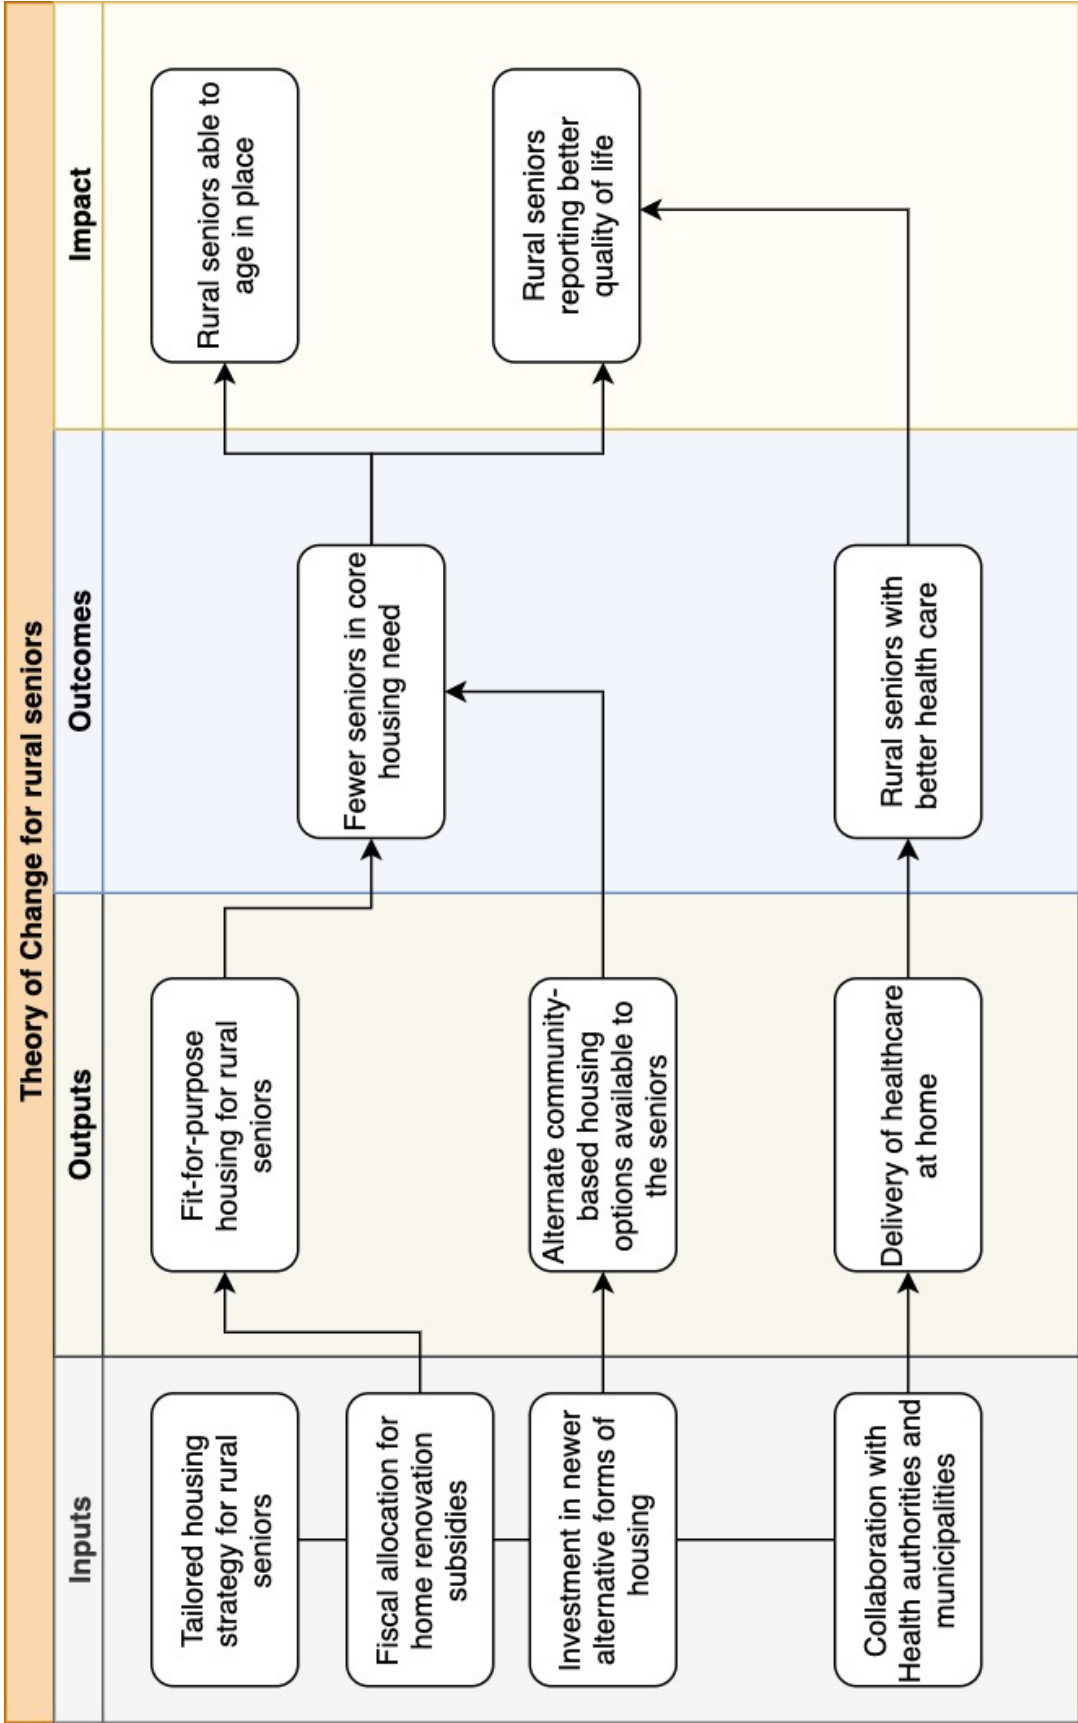 Theory of Change for rural seniors
Inputs
Outputs
Outcomes
Impact
Tailored housing
strategy for rural
seniors
Fiscal allocation for
home renovation
subsidies
Investment in newer
alternative forms of
housing
Collaboration with
Health authorities and
municipalities
Fit-for-purpose
housing for rural
seniors
Alternate community-
based housing
options available to
the seniors
Delivery of healthcare
at home
Fewer seniors in core
housing need
Rural seniors with
better health care
Rural seniors able to
age in place
Rural seniors
reporting better
quality of life